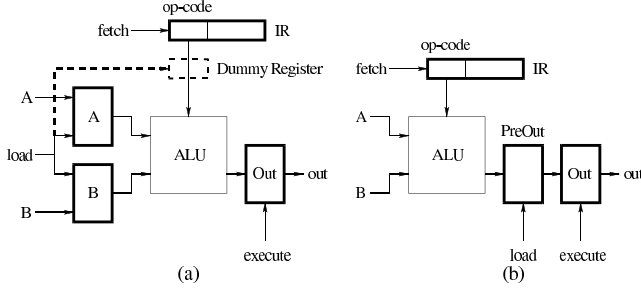 op-code
fetch
IR
Dummy Register
A
A
load
ALU
Out
out
B
B
execute
(a)
op-code
fetch
IR
A
PreOut
ALU
Out
out
B
load
execute
(b)